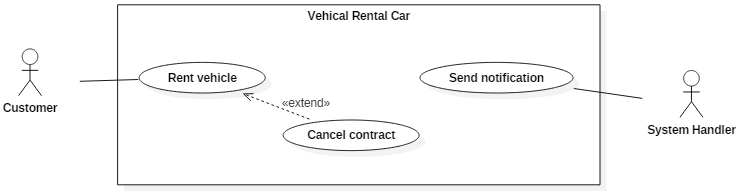 Vehical Rental Car
Rent vehicle
Send notification
«extend»
Customer
Cancel contract
System Handler